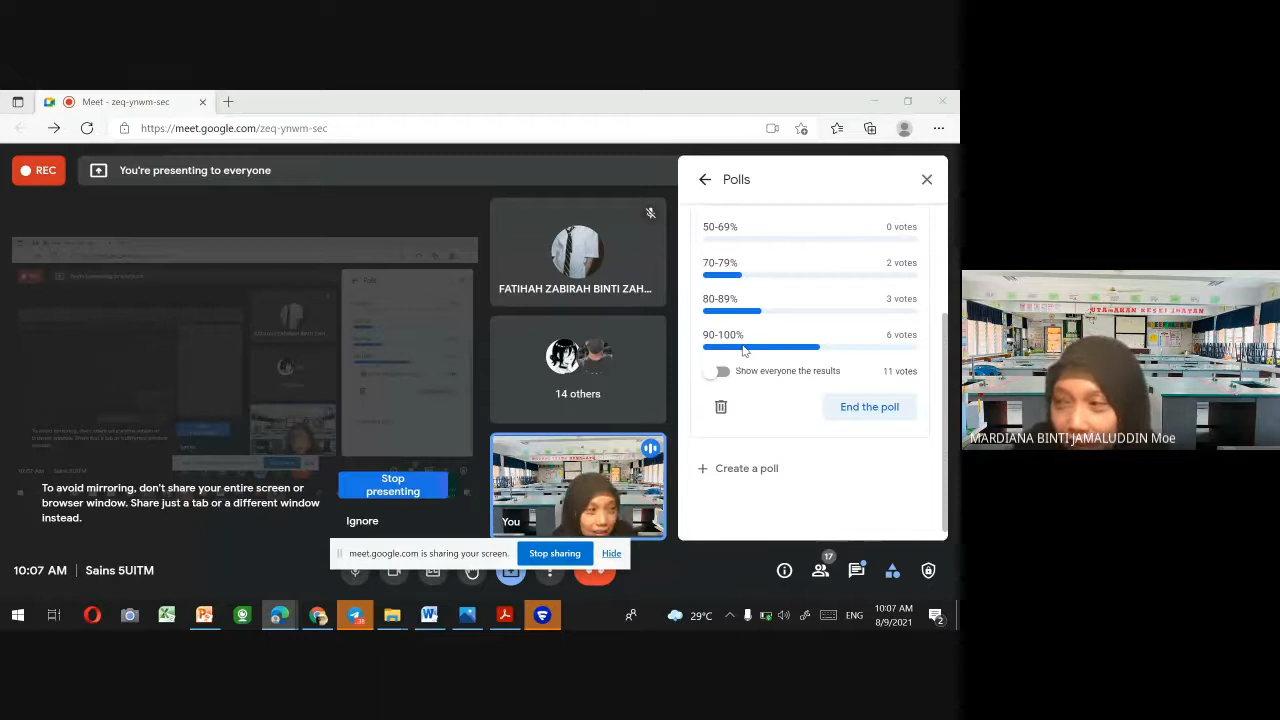 Meet - zeq-ynwm-sec
https://meet.google.com/zeq-ynwm-sec
REC
You're presenting to everyone
Polls
50-69% 0 votes
70-79% 2 votes
80-89% 3 votes
90-100% 6 votes
Show everyone the results 11 votes
End the poll
+ Create a poll
FATIHAH ZABIRAH BINTI ZAH...
14 others
You
To avoid mirroring, don't share your entire screen or
browser window. Share just a tab or a different window
instead.
Stop
presenting
Ignore
meet.google.com is sharing your screen.
Stop sharing
Hide
10:07 AM Sains 5UITM
17
29°C
ENG
10:07 AM
8/9/2021
2
UTAMAKAN KESELAMATAN
MARDIANA BINTI JAMALUDDIN Moe